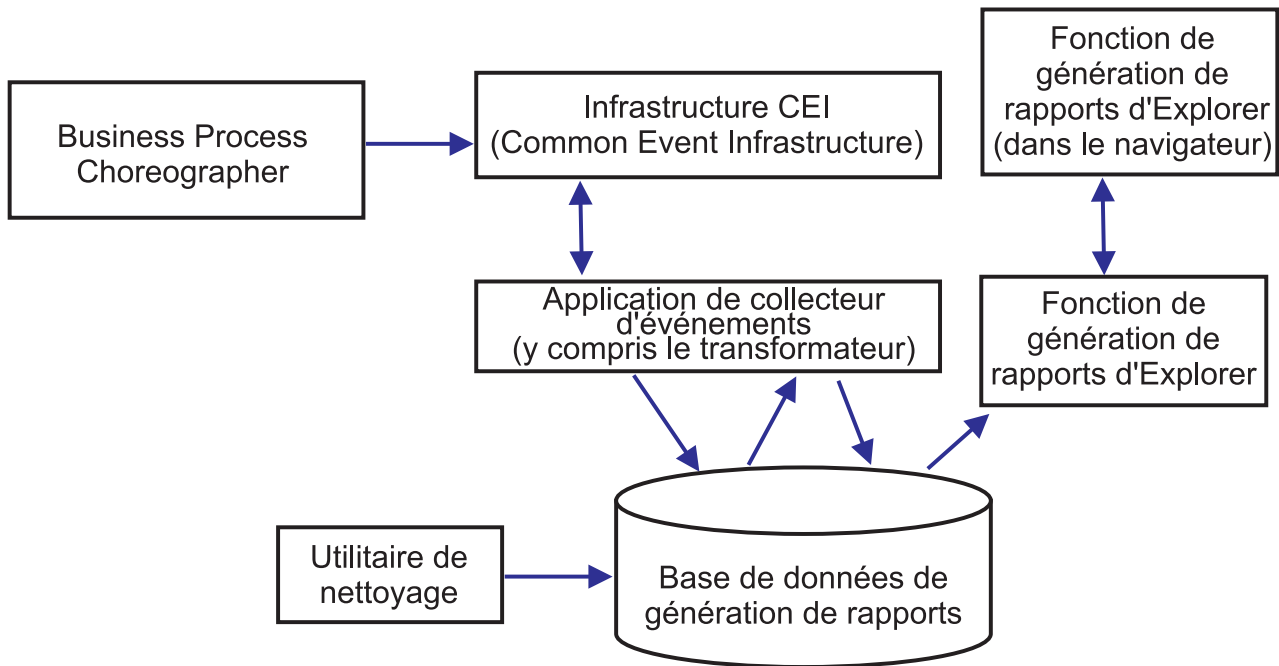 Business Process
Choreographer
Infrastructure CEI
(Common Event Infrastructure)
Fonction de
génération de
rapports d'Explorer
(dans le navigateur)
Application de collecteur
d'événements
(y compris le transformateur)
Fonction de
génération de
rapports d'Explorer
Utilitaire de
nettoyage
Base de données de
génération de rapports